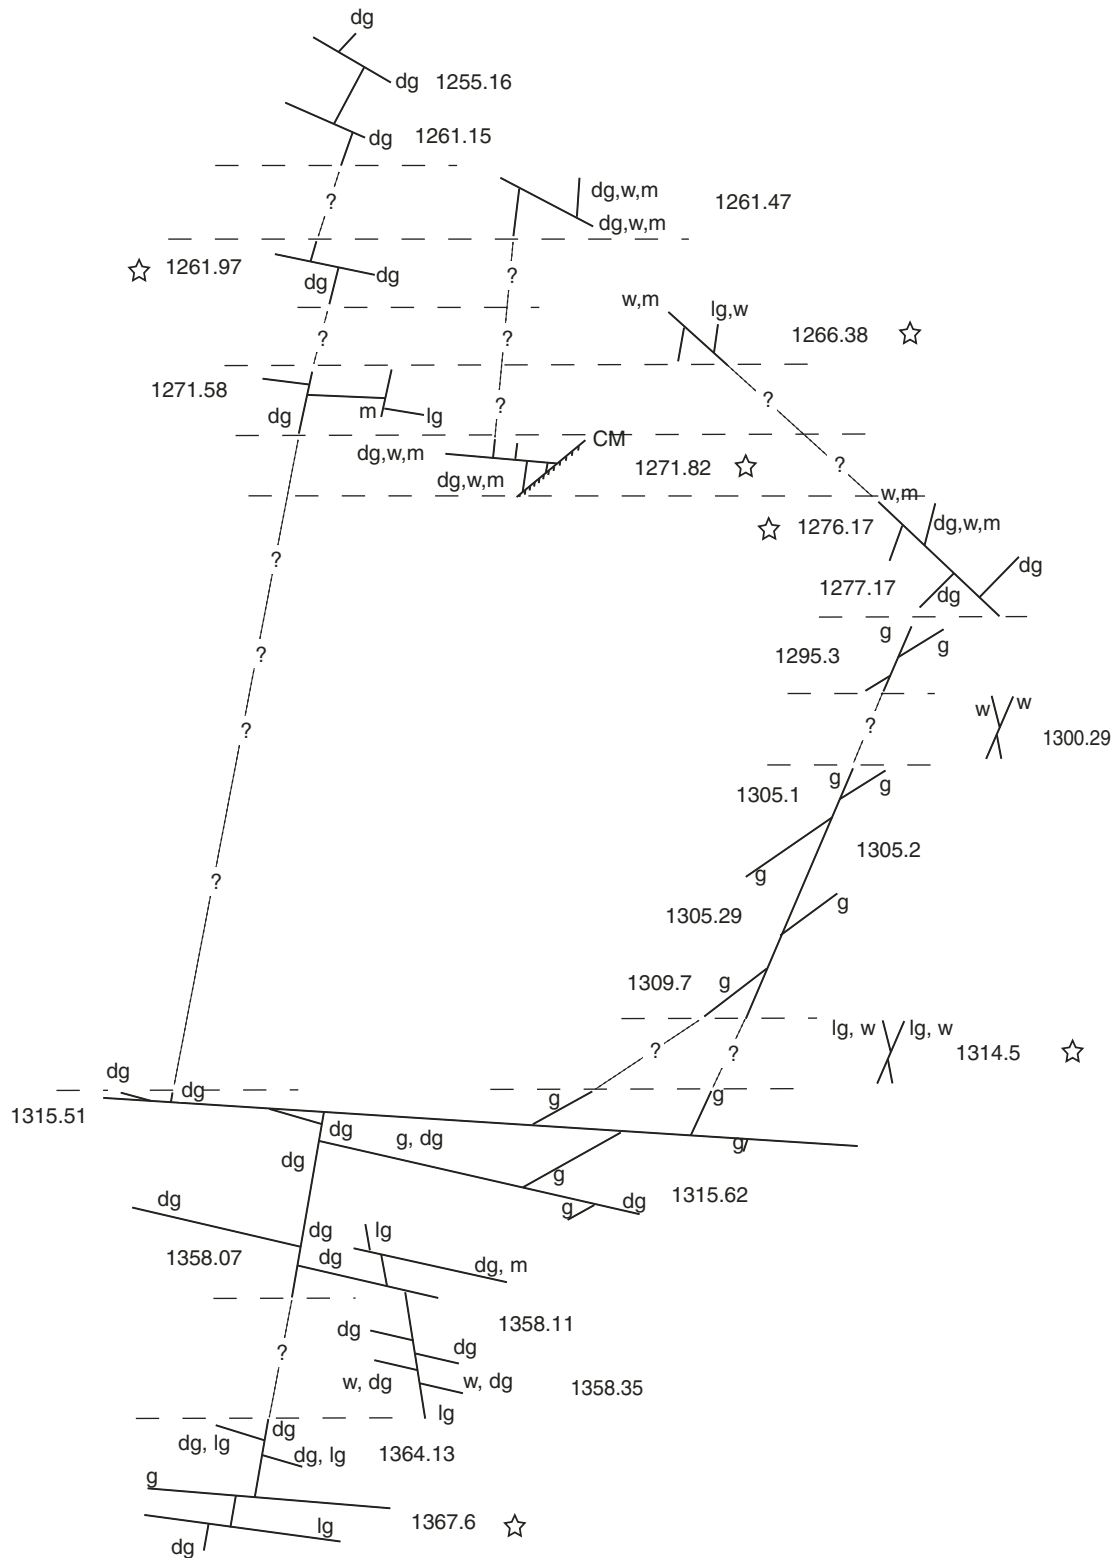 dg
dg 1255.16
dg 1261.15
?
dg,w,m
1261.47
dg,w,m
1261.97
dg
dg
?
w,m
lg,w
1266.38
?
?
1271.58
dg
m
lg
?
?
CM
dg,w,m
1271.82
dg,w,m
?
w,m
1276.17
dg,w,m
?
dg
1277.17
dg
g
g
1295.3
?
w
w
1300.29
?
?
g
g
1305.1
1305.2
g
?
g
1305.29
1309.7
g
lg, w
lg, w
1314.5
?
?
dg
dg
g
g
1315.51
dg
g, dg
g
dg
g
dg
g
1315.62
dg
dg
lg
1358.07
dg
dg, m
1358.11
dg
dg
?
w, dg
w, dg
1358.35
lg
dg
dg, lg
dg, lg
1364.13
g
1367.6
lg
dg